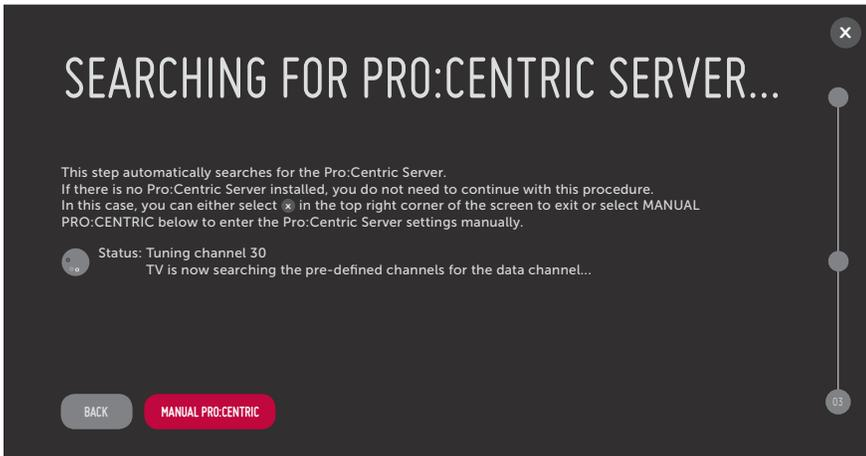 X
SEARCHING FOR PRO:CENTRIC SERVER...
This step automatically searches for the Pro:Centric Server.
If there is no Pro:Centric Server installed, you do not need to continue with this procedure.
In this case, you can either select x in the top right corner of the screen to exit or select MANUAL
PRO:CENTRIC below to enter the Pro:Centric Server settings manually.
Status: Tuning channel 30
TV is now searching the pre-defined channels for the data channel...
03
BACK
MANUAL PRO:CENTRIC